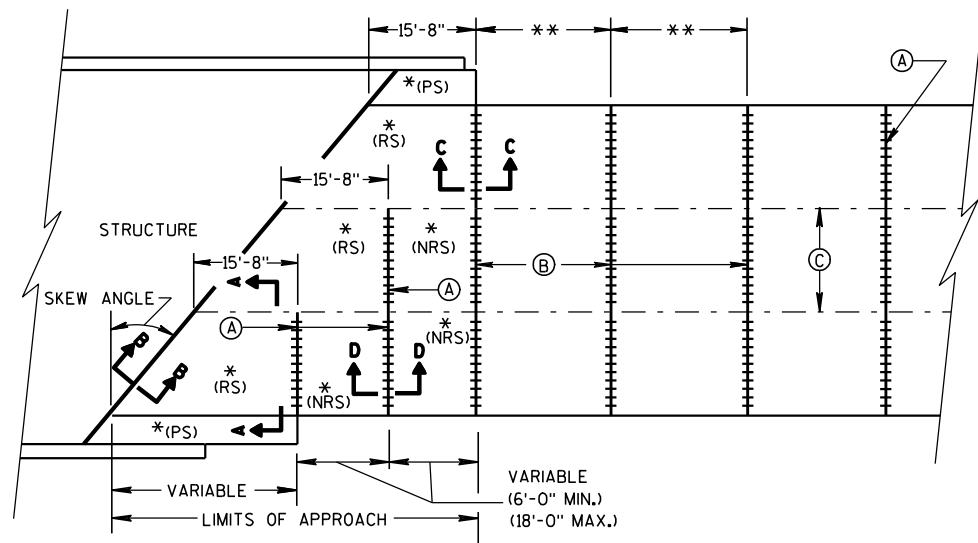 15'-8" ** **
A
*(PS)
*
(RS)
C C
15'-8"
STRUCTURE
*
(RS)
*
(NRS)
15'-8"
A
B
C
SKEW ANGLE
A
A
*
(NRS)
B
B
D D
*
(RS)
*
(NRS)
*(PS)
A
VARIABLE
VARIABLE
(6'-0" MIN.)
(18'-0" MAX.)
LIMITS OF APPROACH